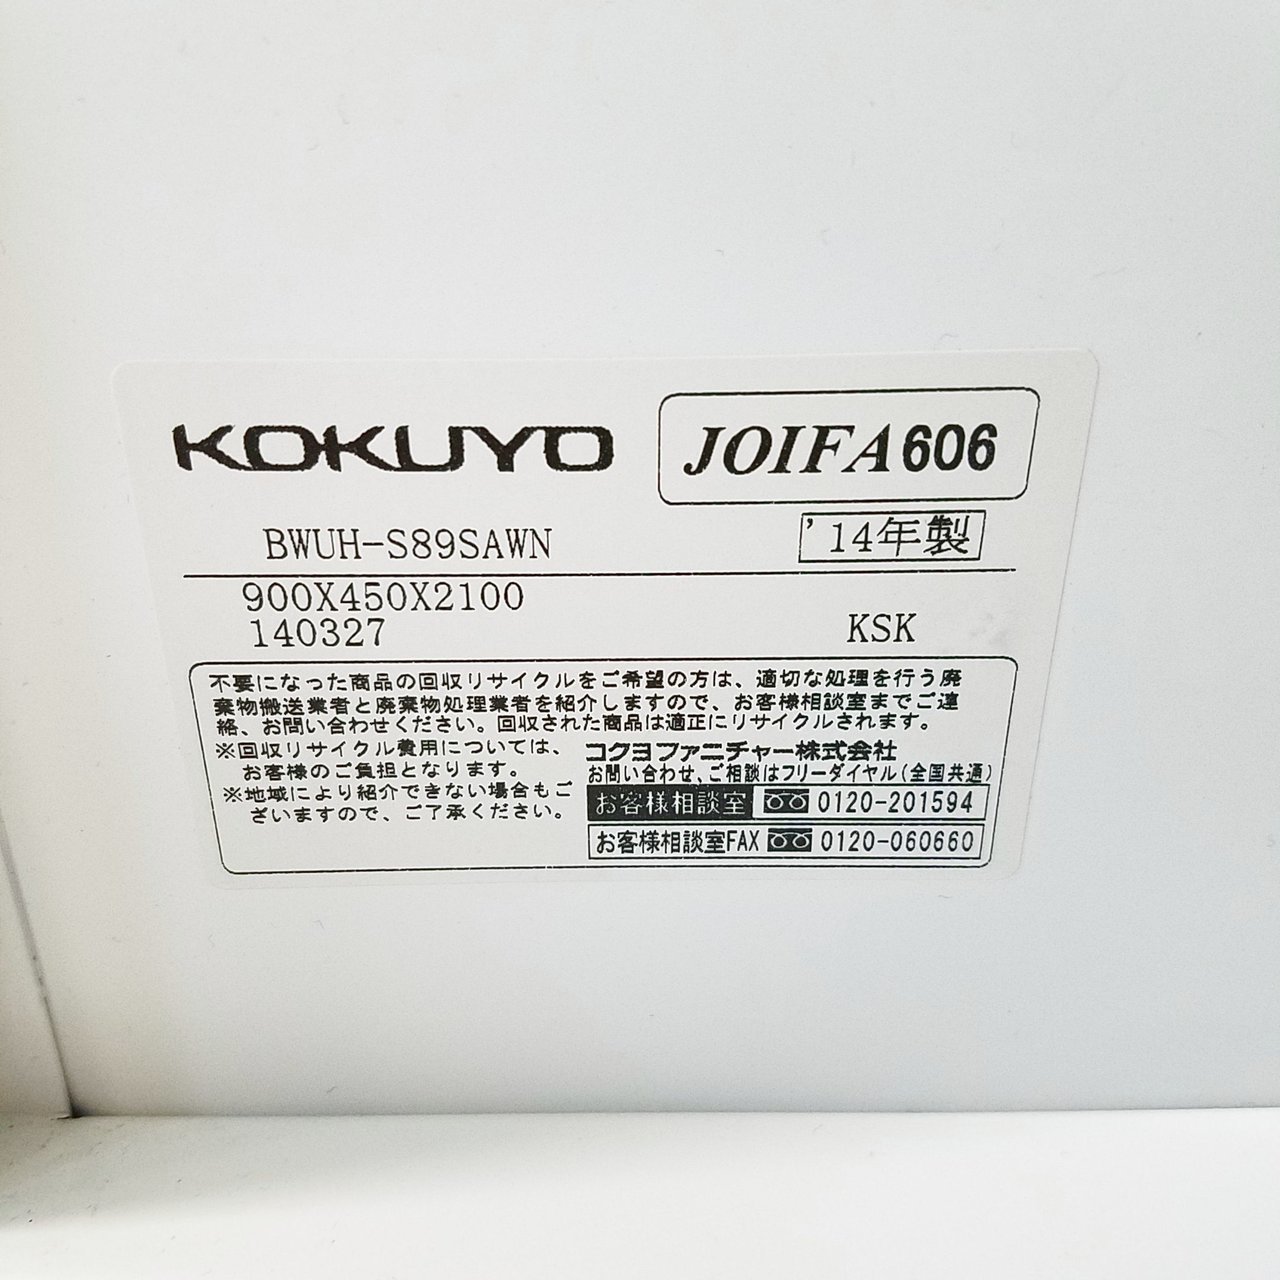 KOKUYO
JOIFA606
BWUH-S89SAWN
'14年製
900X450X2100
140327
KSK
不要になった商品の回収リサイクルをご希望の方は、適切な処理を行う廃
棄物搬送業者と廃棄物処理業者を紹介しますので、お客様相談室までご連
絡、お問い合わせください。回収された商品は適正にリサイクルされます。
※回収リサイクル費用については、
お客様のご負担となります。
※地域により紹介できない場合もご
ざいますので、ご了承ください。
コクヨファニチャー株式会社
お問い合わせ、ご相談はフリーダイヤル(全国共通)
お客様相談室 0120-201594
お客様相談室FAX 0120-060660